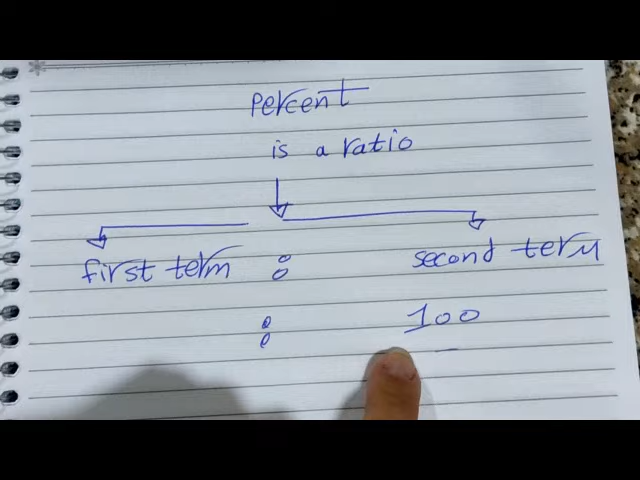 percent
is a ratio
first term : second term
: 100